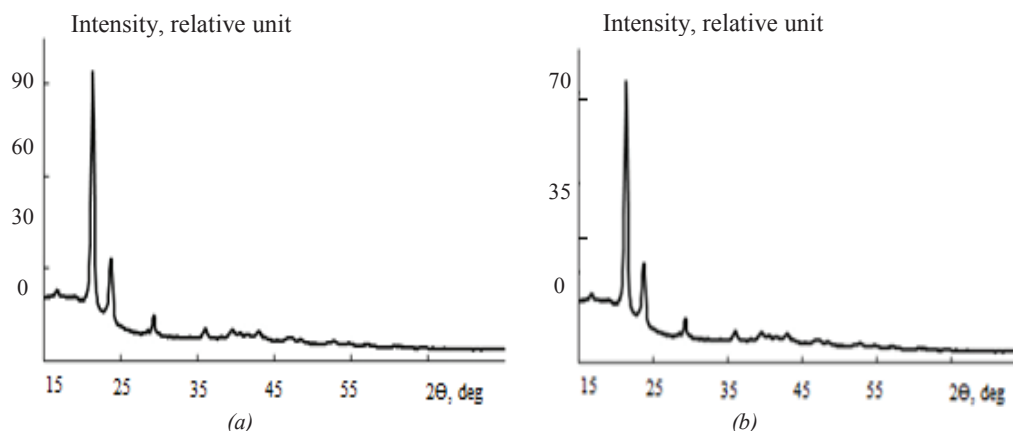 Intensity, relative unit
90
60
30
0
15 25 35 45 55 2θ, deg
(a)
Intensity, relative unit
70
35
0
15 25 35 45 55 2θ, deg
(b)